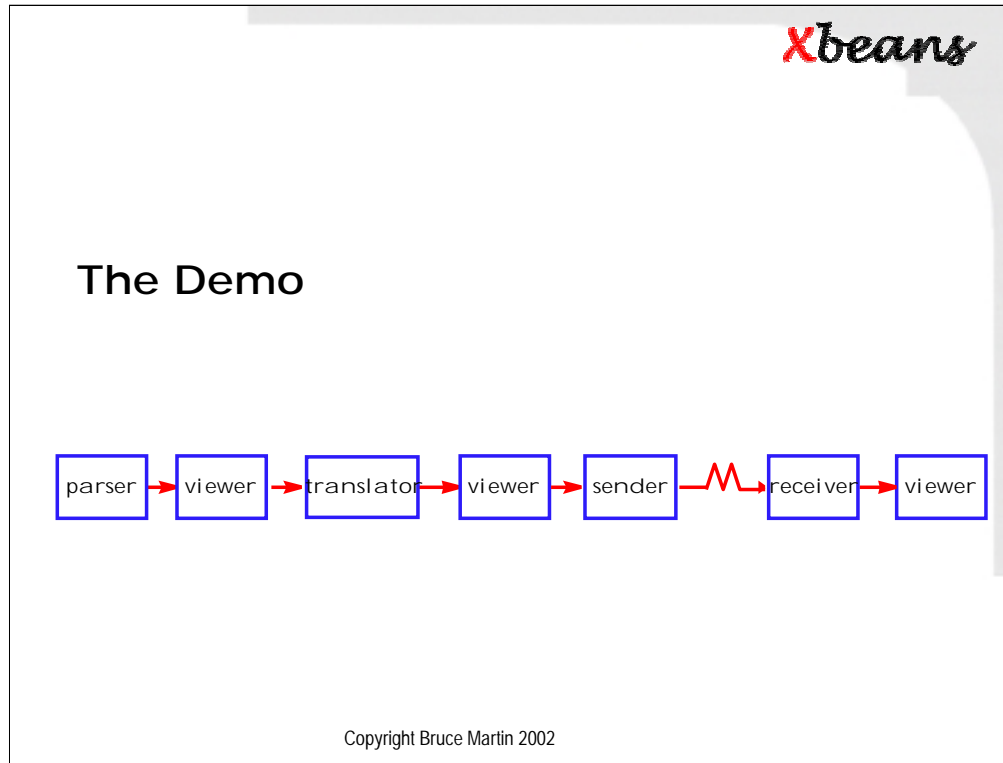 Xbeans
The Demo
parser viewer translator viewer sender receiver viewer
Copyright Bruce Martin 2002